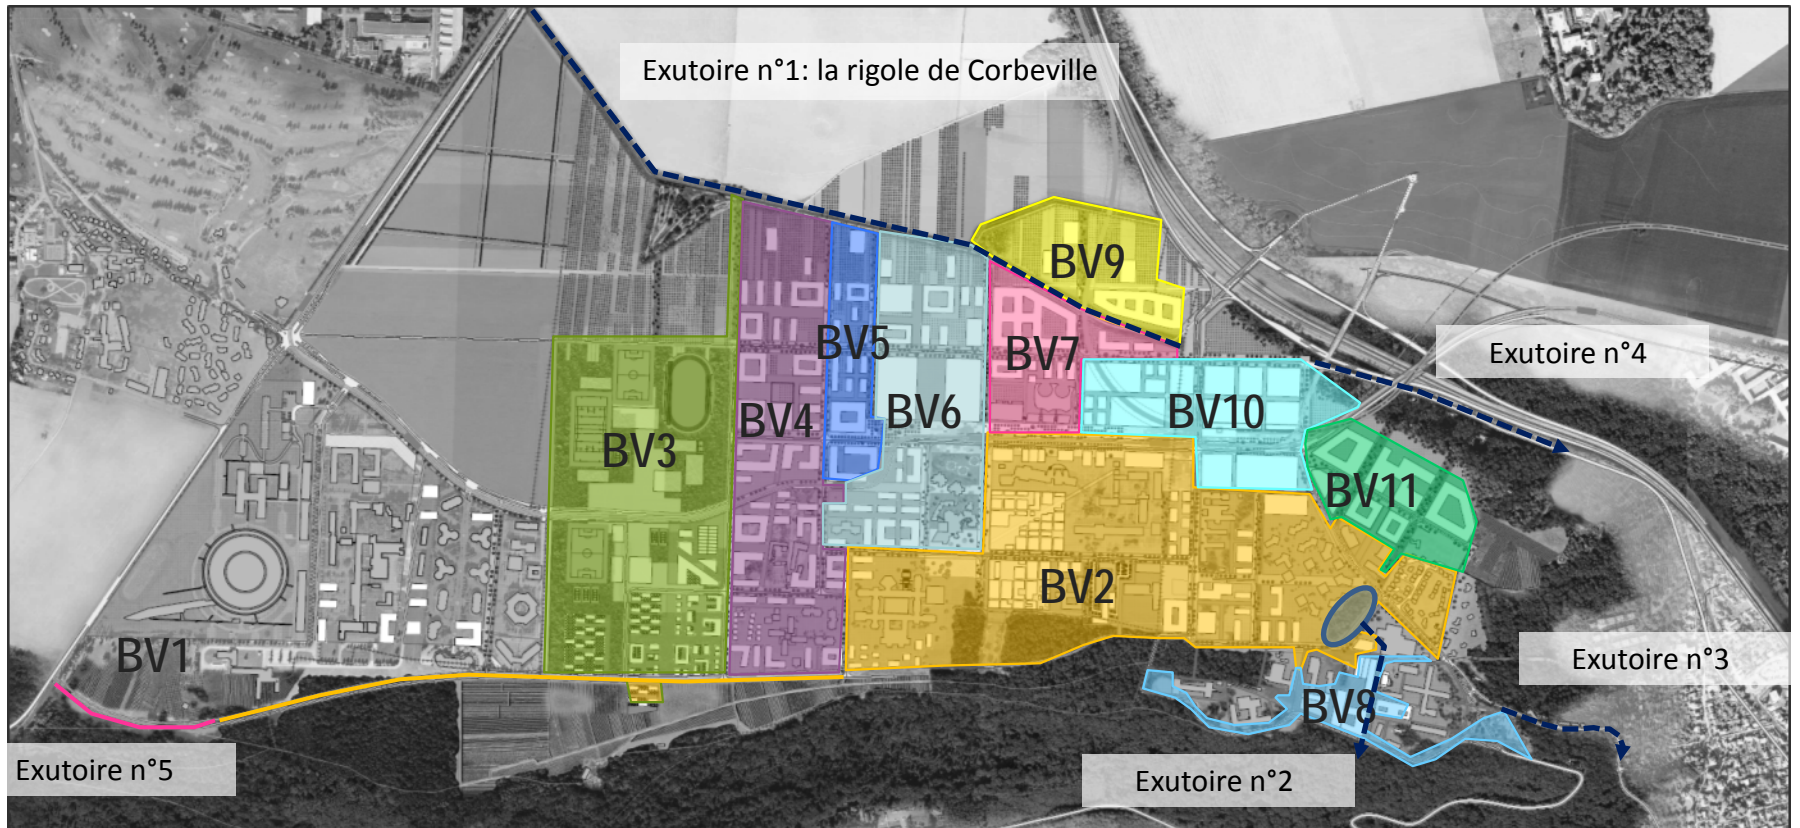 Exutoire n°1: la rigole de Corbeville
BV9
BV5
BV7
Exutoire n°4
BV4
BV6
BV10
BV3
BV11
BV2
BV1
Exutoire n°3
BV8
Exutoire n°5
Exutoire n°2